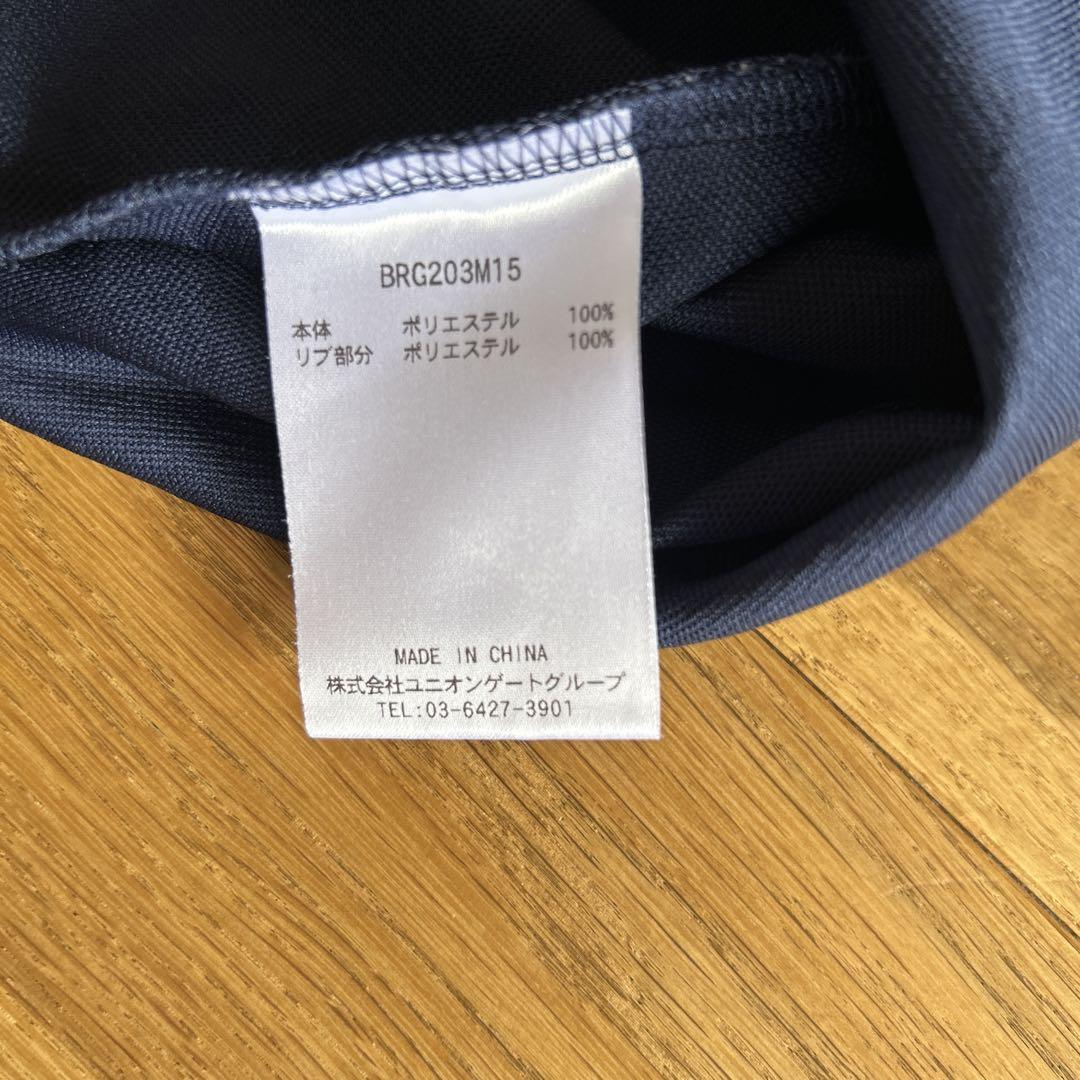 BRG203M15
本体 ポリエステル 100%
リブ部分 ポリエステル 100%
MADE IN CHINA
株式会社ユニオンゲートグループ
TEL:03-6427-3901